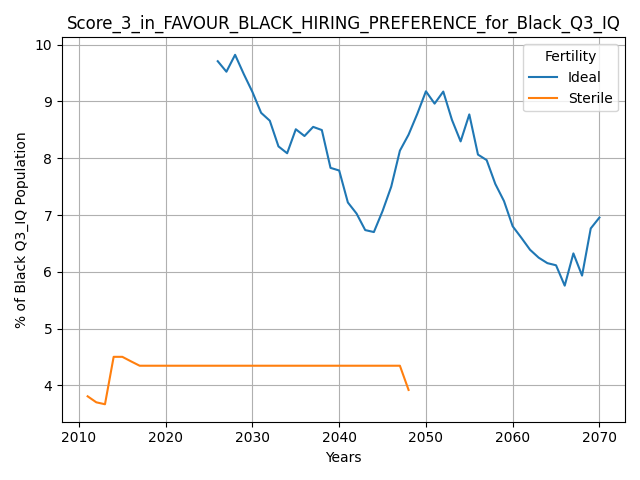 Score_3_in_FAVOUR_BLACK_HIRING_PREFERENCE_for_Black_Q3_IQ
Fertility
Ideal
Sterile
% of Black Q3_IQ Population
10
9
8
7
6
5
4
2010 2020 2030 2040 2050 2060 2070
Years